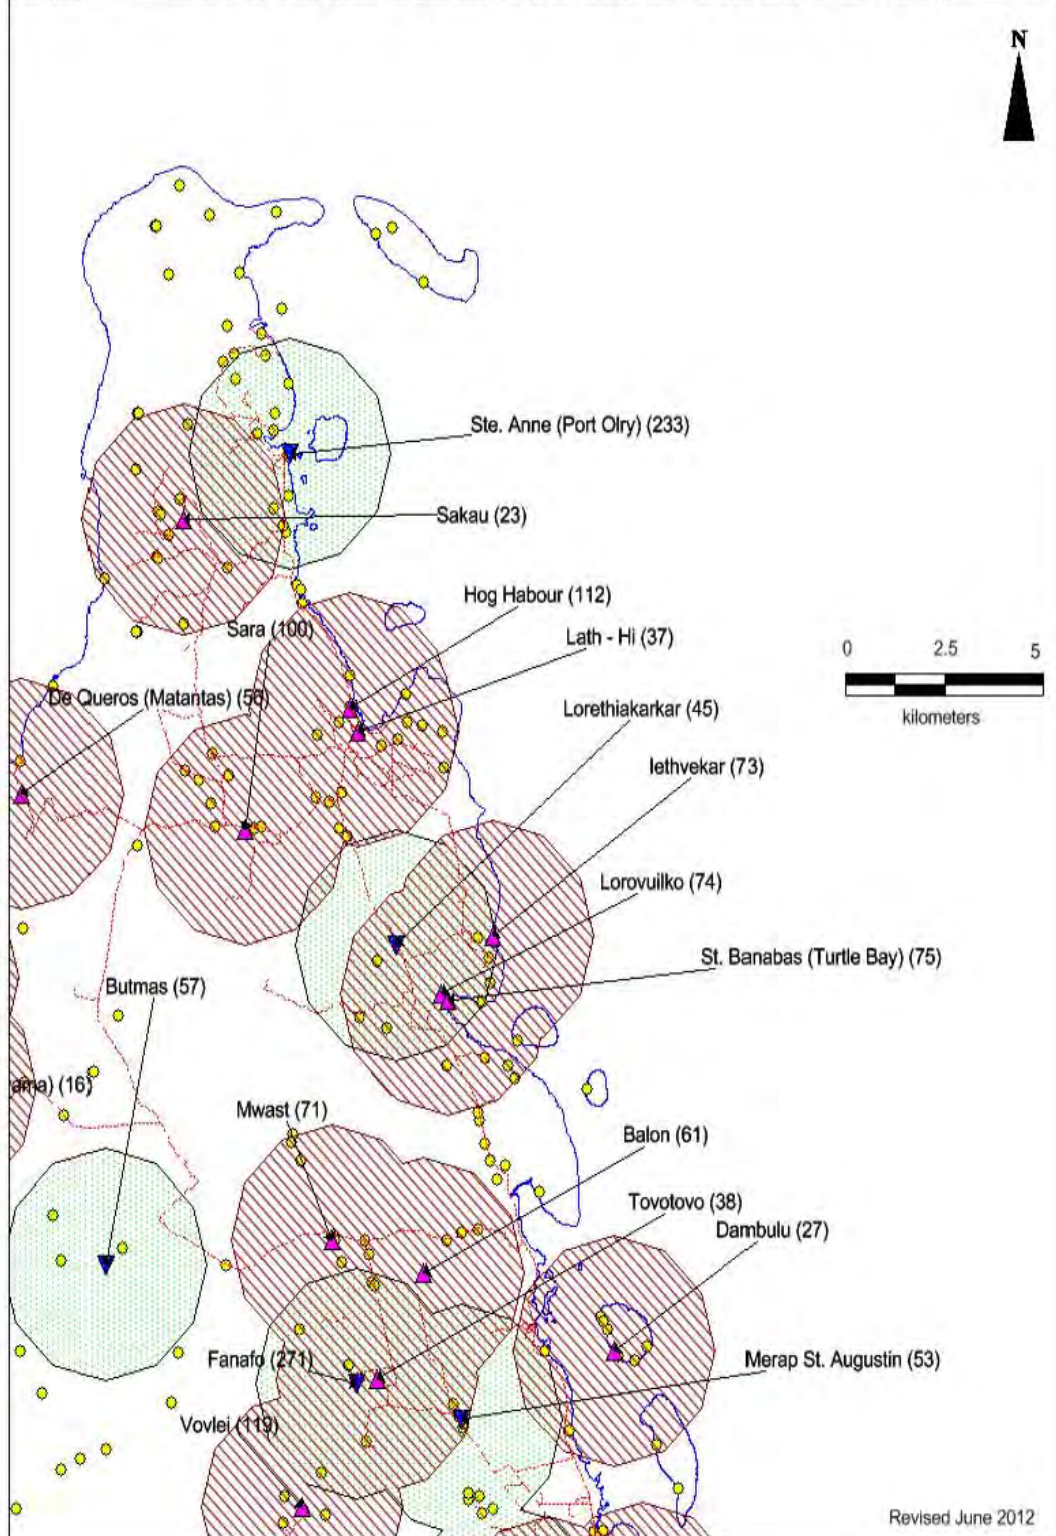 N
Ste. Anne (Port Olry) (233)
Sakau (23)
Hog Habour (112)
Sara (100)
Lath - Hi (37)
0 2.5 5
kilometers
De Queros (Matantas) (56)
Lorethiakarkar (45)
Iethvekar (73)
Lorovuilko (74)
St. Banabas (Turtle Bay) (75)
Butmas (57)
ama) (16)
Mwast (71)
Balon (61)
Tovotovo (38)
Dambulu (27)
Fanafo (271)
Merap St. Augustin (53)
Vovlei (119)
Revised June 2012